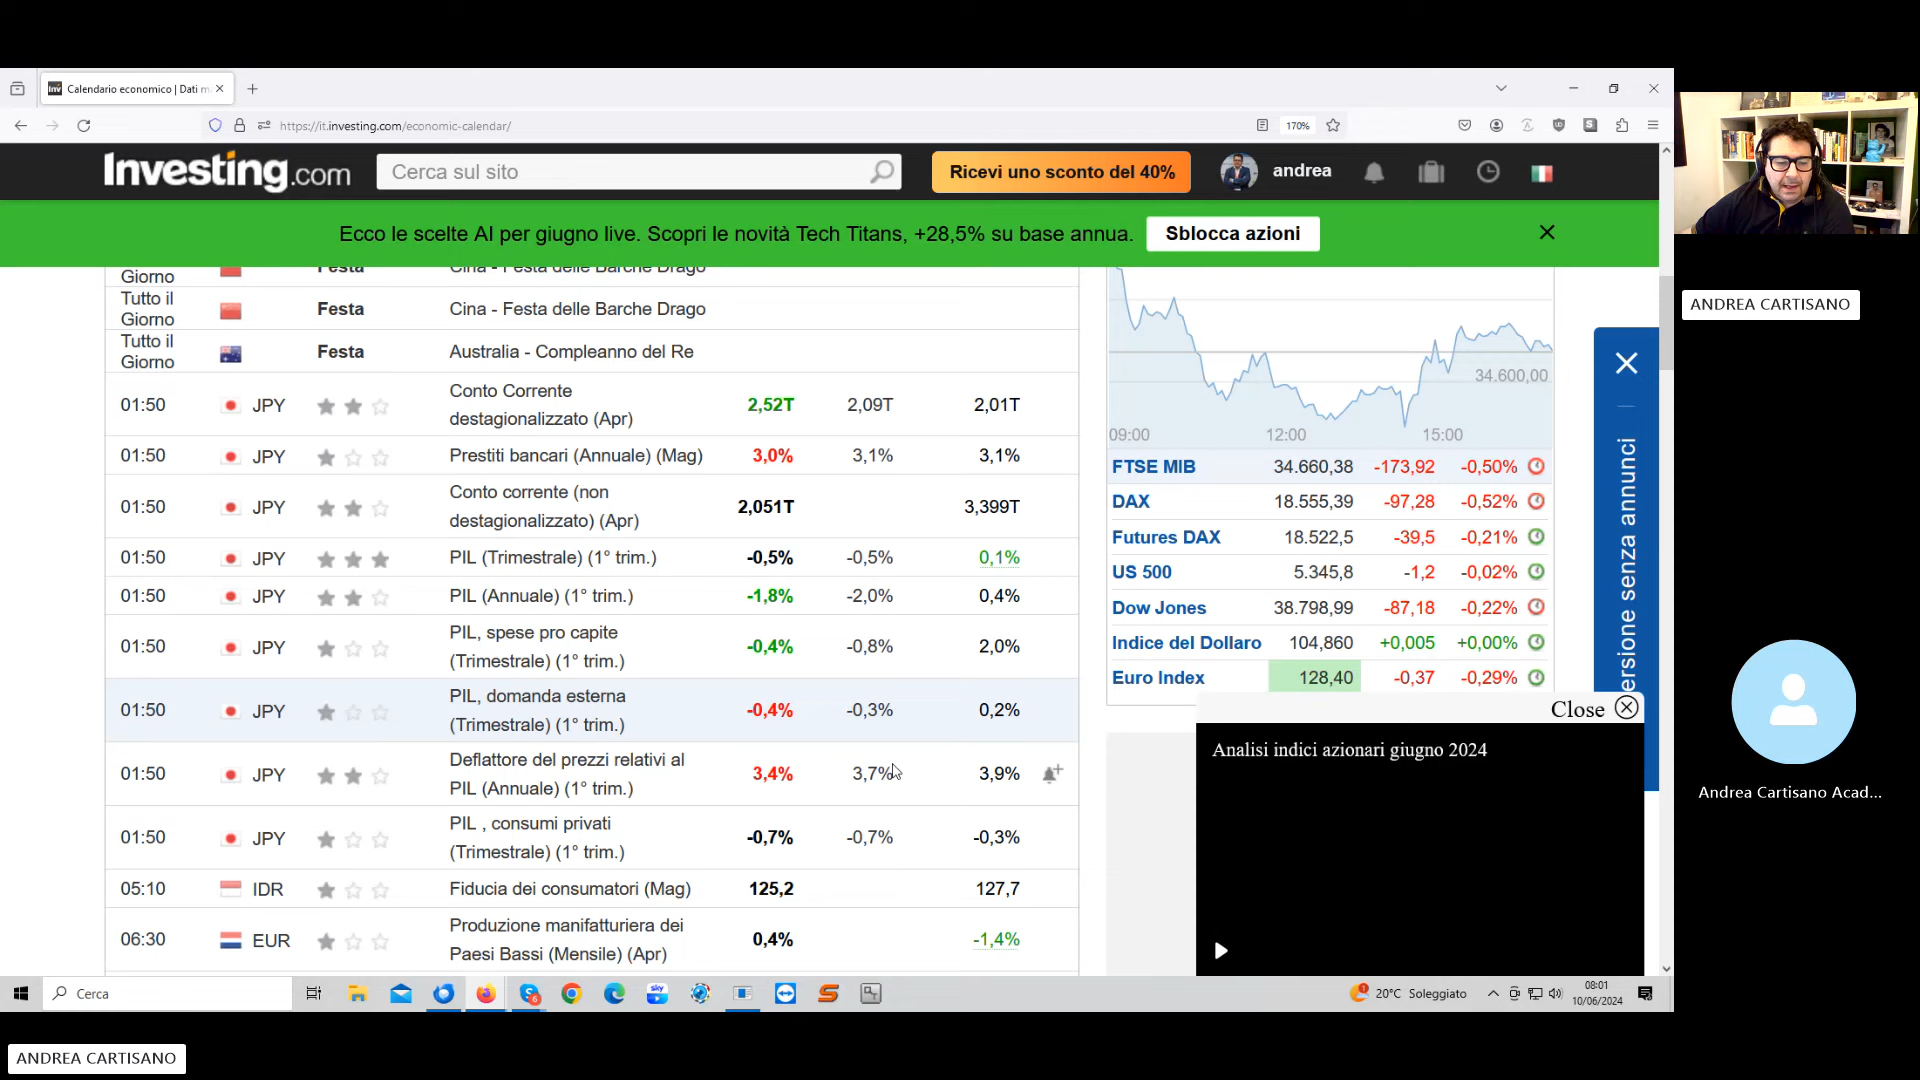 Calendario economico | Dati m
https://it.investing.com/economic-calendar/
170%
Investing.com
Cerca sul sito
Ricevi uno sconto del 40%
andrea
Ecco le scelte AI per giugno live. Scopri le novità Tech Titans, +28,5% su base annua.
Sblocca azioni
Giorno Festa Cina - Festa delle Barche Drago
Tutto il
Giorno
Festa Cina - Festa delle Barche Drago
Tutto il
Giorno
Festa Australia - Compleanno del Re
01:50 JPY Conto Corrente
destagionalizzato (Apr)
2,52T 2,09T 2,01T
01:50 JPY Prestiti bancari (Annuale) (Mag) 3,0% 3,1% 3,1%
01:50 JPY Conto corrente (non
destagionalizzato) (Apr)
2,051T 3,399T
01:50 JPY PIL (Trimestrale) (1° trim.) -0,5% -0,5% 0,1%
01:50 JPY PIL (Annuale) (1° trim.) -1,8% -2,0% 0,4%
01:50 JPY PIL, spese pro capite
(Trimestrale) (1° trim.)
-0,4% -0,8% 2,0%
01:50 JPY PIL, domanda esterna
(Trimestrale) (1° trim.)
-0,4% -0,3% 0,2%
01:50 JPY Deflattore del prezzi relativi al
PIL (Annuale) (1° trim.)
3,4% 3,7% 3,9%
01:50 JPY PIL , consumi privati
(Trimestrale) (1° trim.)
-0,7% -0,7% -0,3%
05:10 IDR Fiducia dei consumatori (Mag) 125,2 127,7
06:30 EUR Produzione manifatturiera dei
Paesi Bassi (Mensile) (Apr)
0,4% -1,4%
34.600,00
09:00 12:00 15:00
FTSE MIB 34.660,38 -173,92 -0,50%
DAX 18.555,39 -97,28 -0,52%
Futures DAX 18.522,5 -39,5 -0,21%
US 500 5.345,8 -1,2 -0,02%
Dow Jones 38.798,99 -87,18 -0,22%
Indice del Dollaro 104,860 +0,005 +0,00%
Euro Index 128,40 -0,37 -0,29%
ersione senza annunci
Close
Analisi indici azionari giugno 2024
Cerca
20°C Soleggiato
08:01
10/06/2024
ANDREA CARTISANO
Andrea Cartisano Acad...
ANDREA CARTISANO